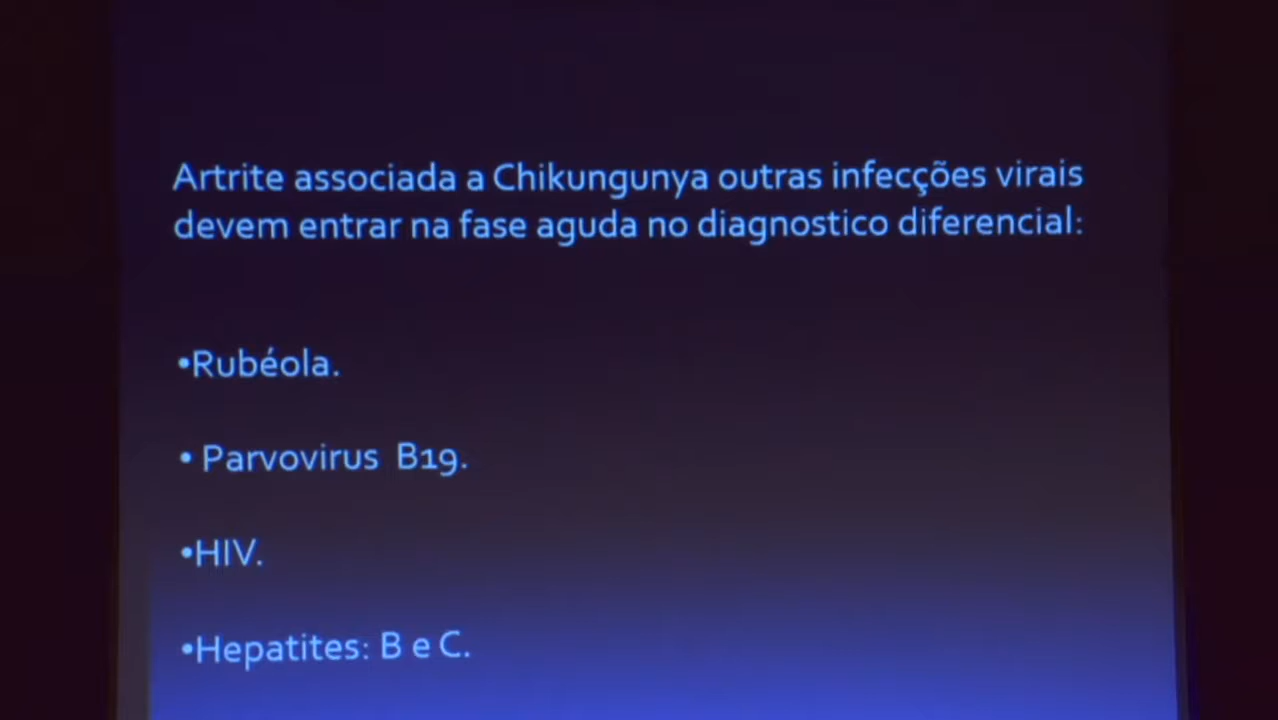 Artrite associada a Chikungunya outras infecções virais
devem entrar na fase aguda no diagnostico diferencial:
•Rubéola.
• Parvovirus B19.
•HIV.
•Hepatites: B e C.